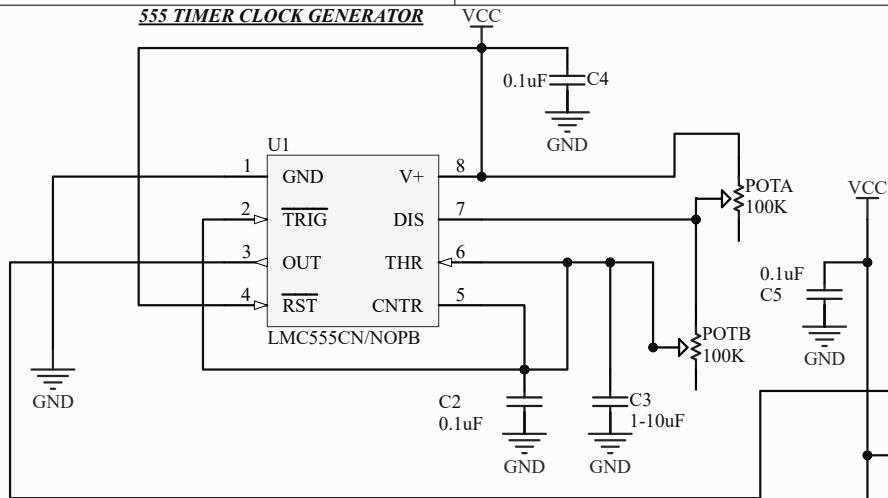 555 TIMER CLOCK GENERATOR
VCC
0.1uF
C4
GND
U1
1
GND
V+
8
2
TRIG
DIS
7
3
OUT
THR
6
4
RST
CNTR
5
LMC555CN/NOPB
POTA
100K
VCC
0.1uF
C5
GND
POTB
100K
GND
C2
0.1uF
GND
C3
1-10uF
GND